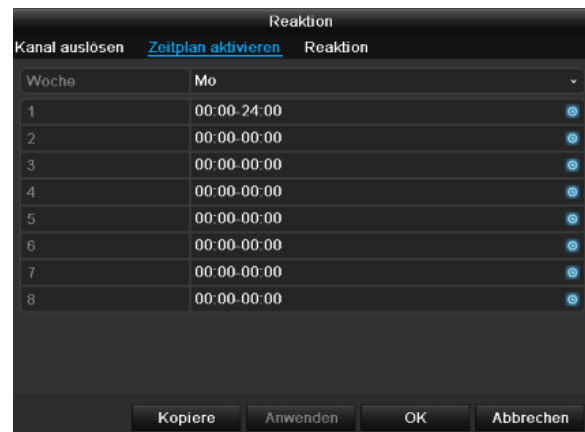 Reaktion
Kanal auslösen Zeitplan aktivieren Reaktion
Woche Mo
1 00:00-24:00
2 00:00-00:00
3 00:00-00:00
4 00:00-00:00
5 00:00-00:00
6 00:00-00:00
7 00:00-00:00
8 00:00-00:00
Kopiere Anwenden OK Abbrechen